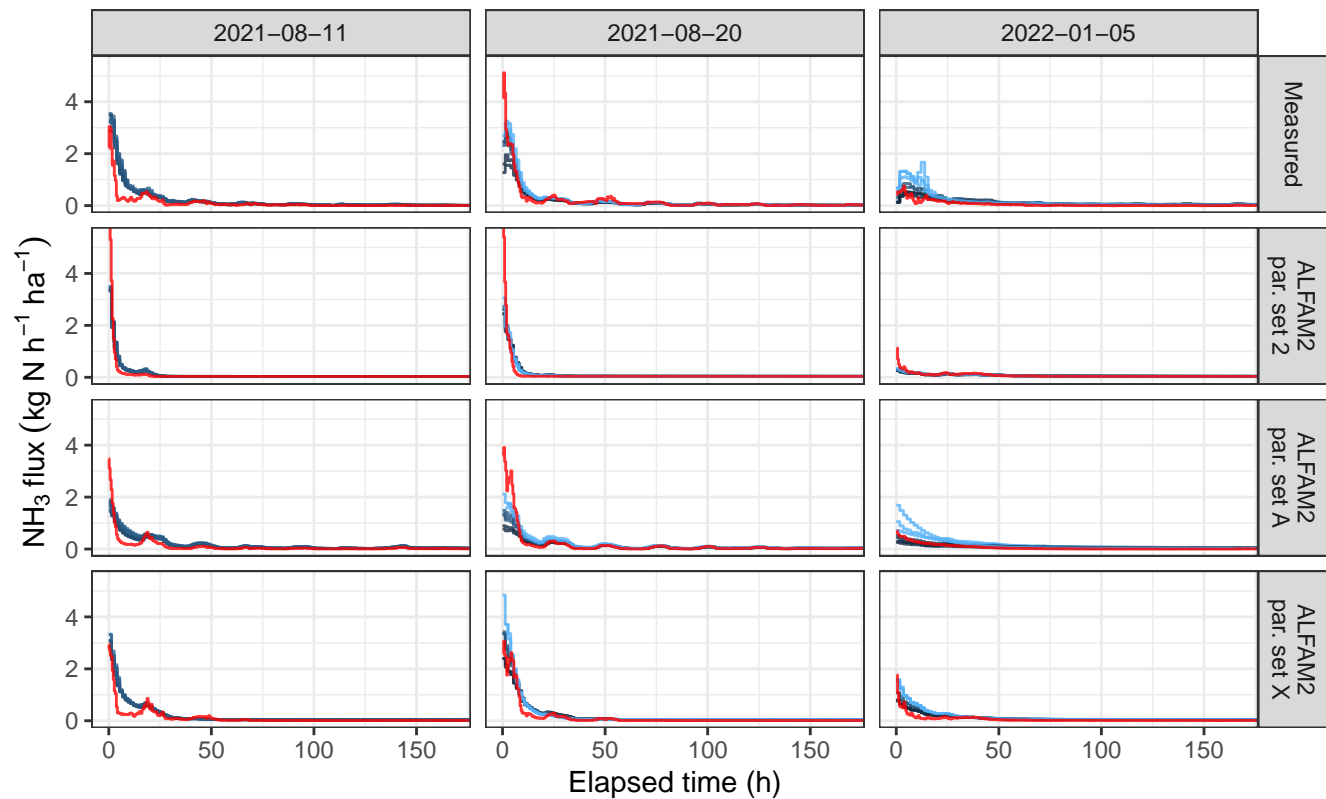 2021−08−11 2021−08−20 2022−01−05
NH₃ flux (kg N h⁻¹ ha⁻¹)
4
2
0
Measured
4
2
0
ALFAM2
par. set 2
4
2
0
ALFAM2
par. set A
4
2
0
ALFAM2
par. set X
0 50 100 150 0 50 100 150 0 50 100 150
Elapsed time (h)